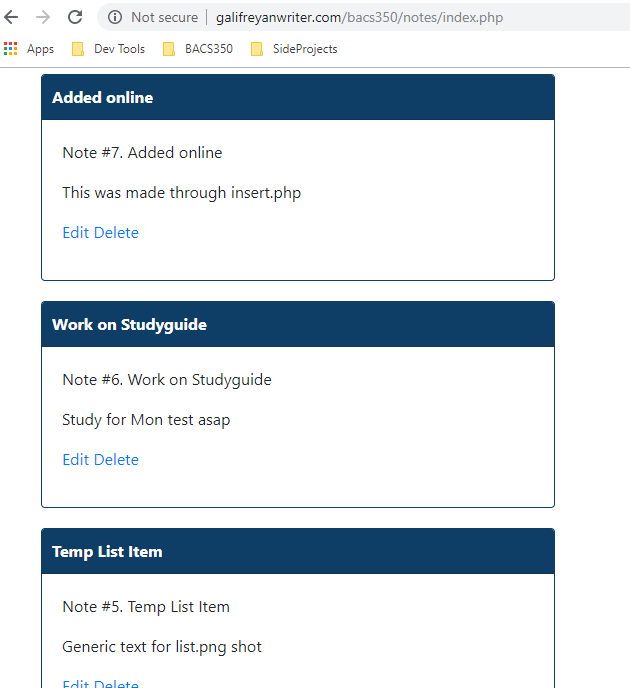 Not secure | galifreyanwriter.com/bacs350/notes/index.php
Apps Dev Tools BACS350 SideProjects
Added online
Note #7. Added online
This was made through insert.php
Edit Delete
Work on Studyguide
Note #6. Work on Studyguide
Study for Mon test asap
Edit Delete
Temp List Item
Note #5. Temp List Item
Generic text for list.png shot
Edit Delete